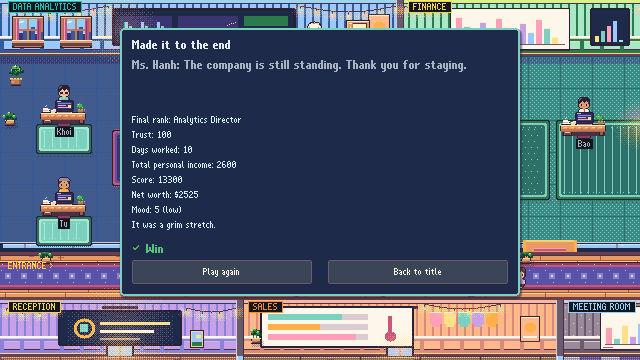 DATA ANALYTICS
FINANCE
Made it to the end
Ms. Hanh: The company is still standing. Thank you for staying.
Final rank: Analytics Director
Trust: 100
Days worked: 10
Total personal income: 2600
Score: 13300
Net worth: $2525
Mood: 5 (low)
It was a grim stretch.
✓ Win
Play again
Back to title
Khoi
Bao
Tu
ENTRANCE>
RECEPTION
SALES
MEETING ROOM